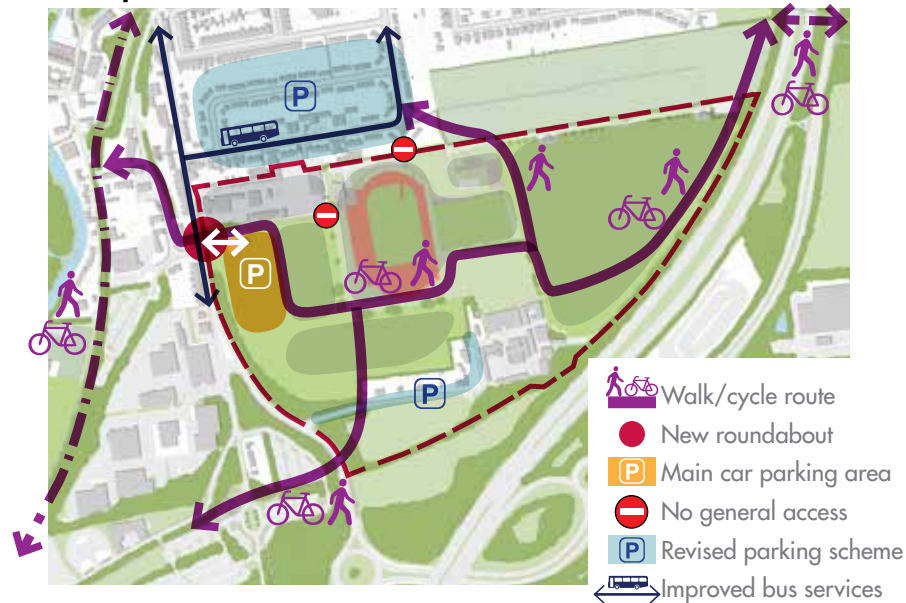 P
P
P
Walk/cycle route
New roundabout
P Main car parking area
No general access
P Revised parking scheme
Improved bus services